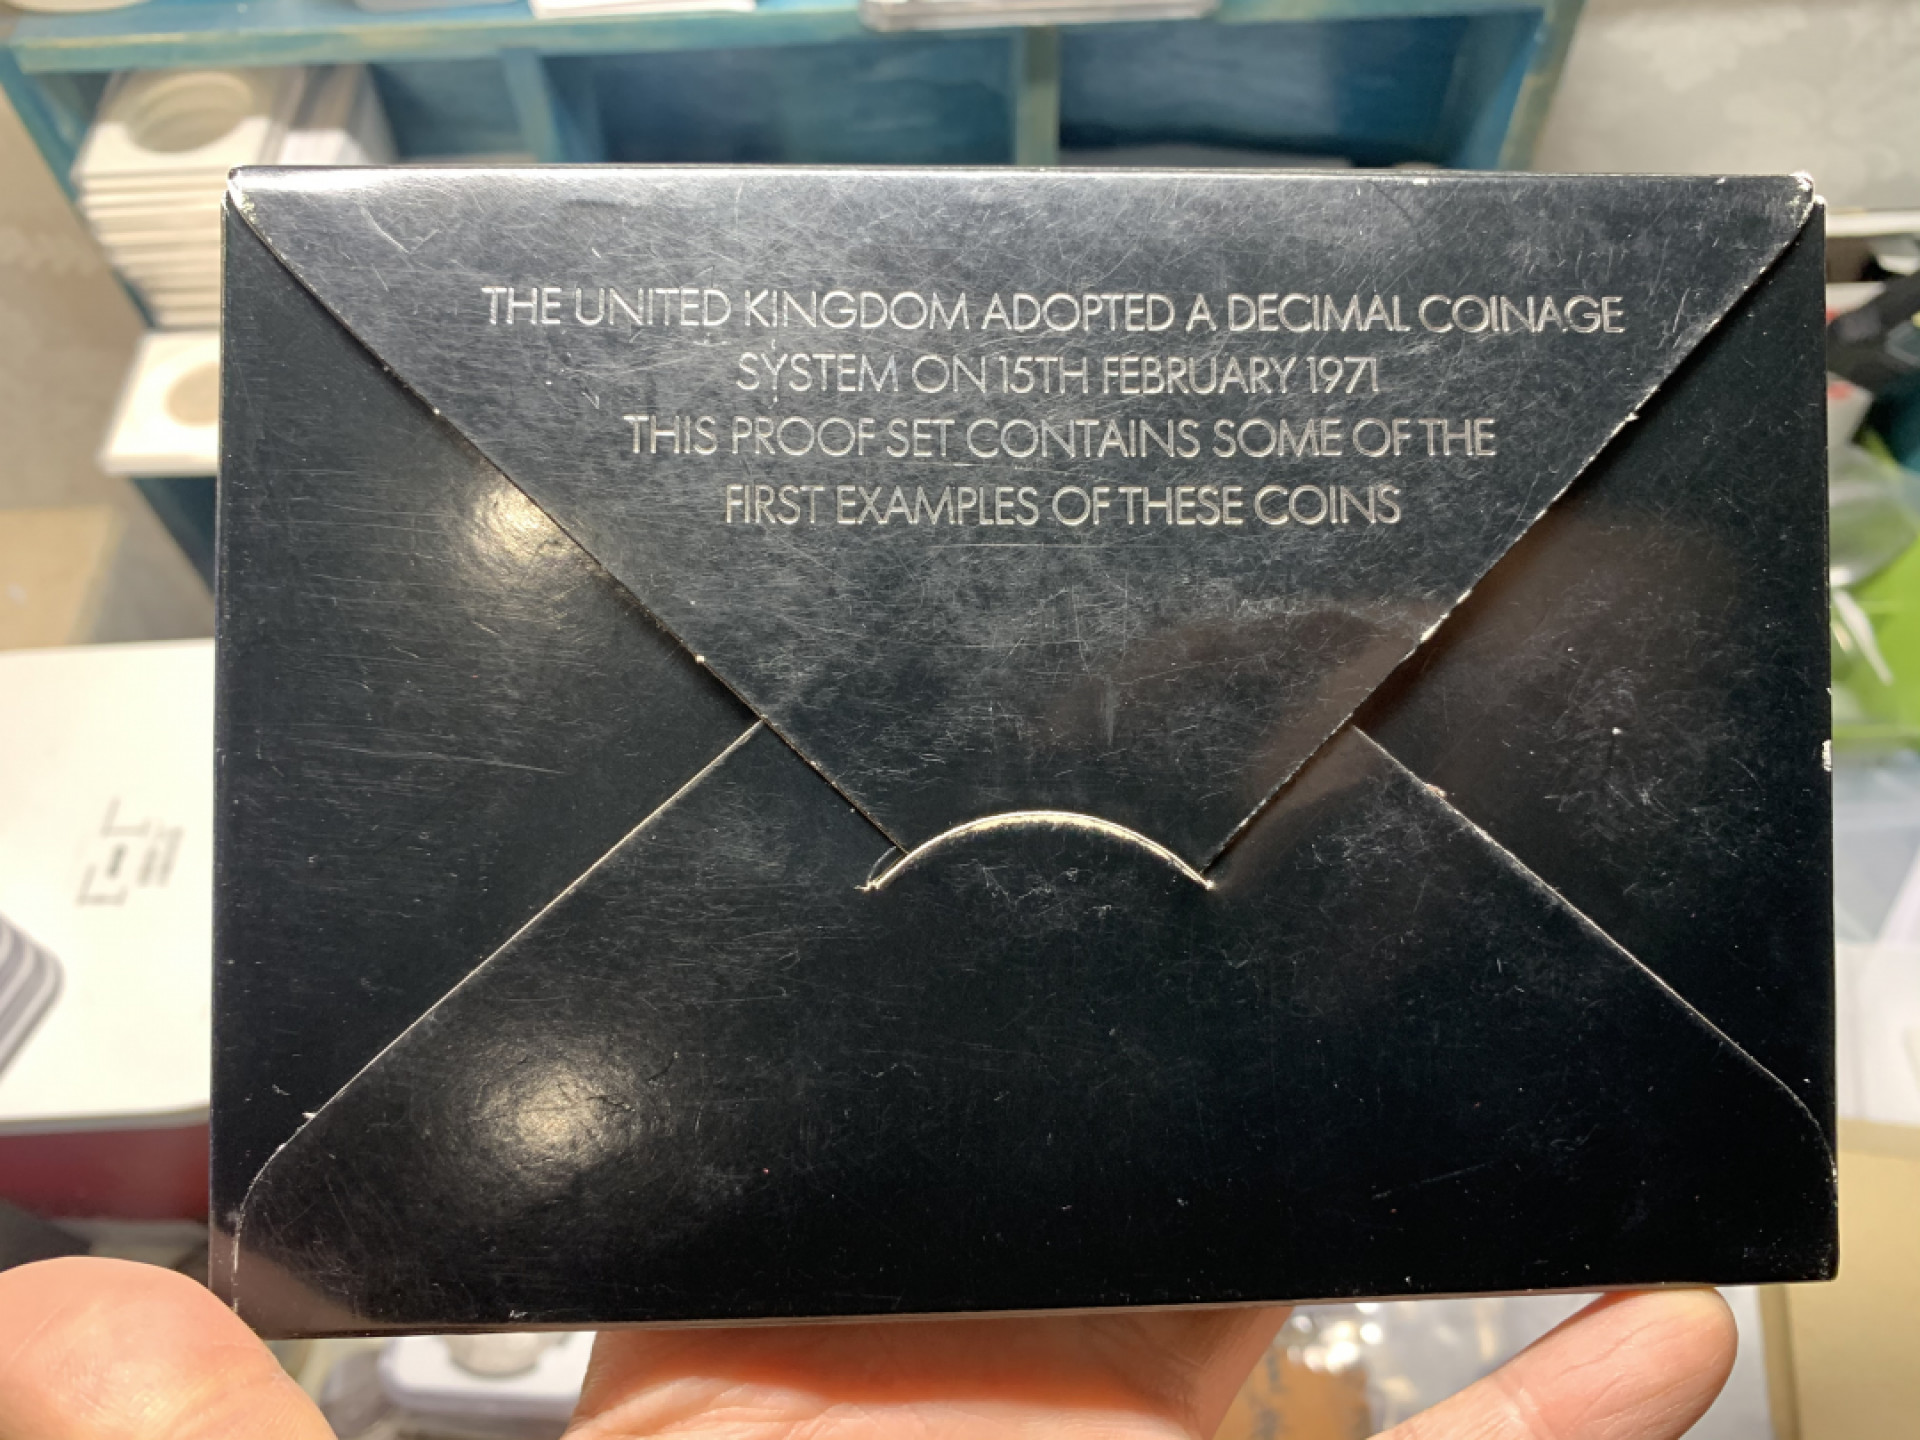 THE UNITED KINGDOM ADOPTED A DECIMAL COINAGE
SYSTEM ON 15TH FEBRUARY 1971
THIS PROOF SET CONTAINS SOME OF THE
FIRST EXAMPLES OF THESE COINS